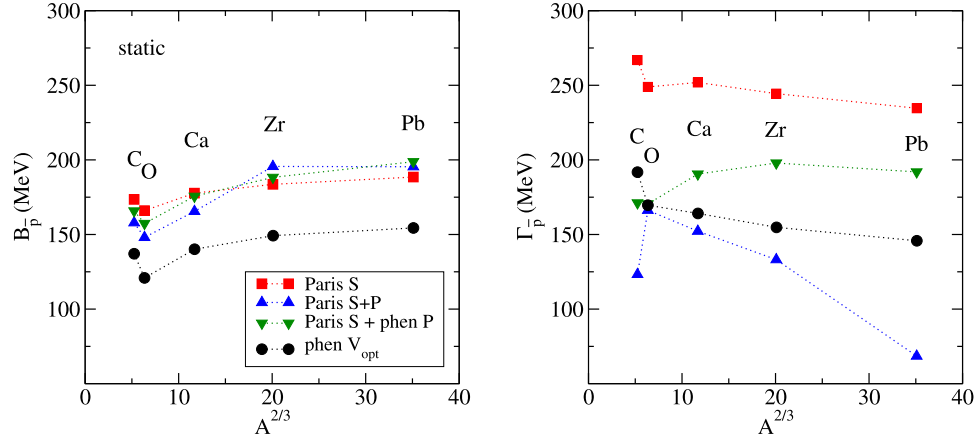 300
250
200
150
100
0
10
20
30
40
B_p̄ (MeV)
A^{2/3}
static
C
O
Ca
Zr
Pb
Paris S
Paris S+P
Paris S + phen P
phen V_opt
300
250
200
150
100
0
10
20
30
40
Γ_p̄ (MeV)
A^{2/3}
C
O
Ca
Zr
Pb